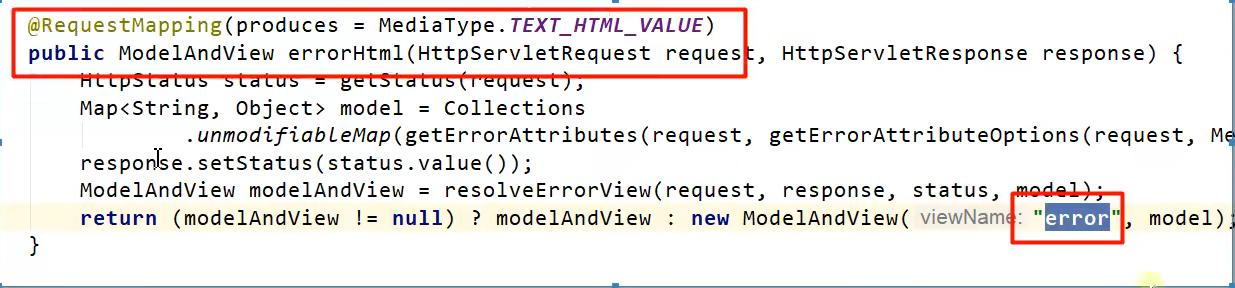 @RequestMapping(produces = MediaType.TEXT_HTML_VALUE)
public ModelAndView errorHtml(HttpServletRequest request, HttpServletResponse response) {
HttpStatus status = getStatus(request);
Map<String, Object> model = Collections
.unmodifiableMap(getErrorAttributes(request, getErrorAttributeOptions(request, Me
response.setStatus(status.value());
ModelAndView modelAndView = resolveErrorView(request, response, status, model);
return (modelAndView != null) ? modelAndView : new ModelAndView( viewName: "error", model);
}